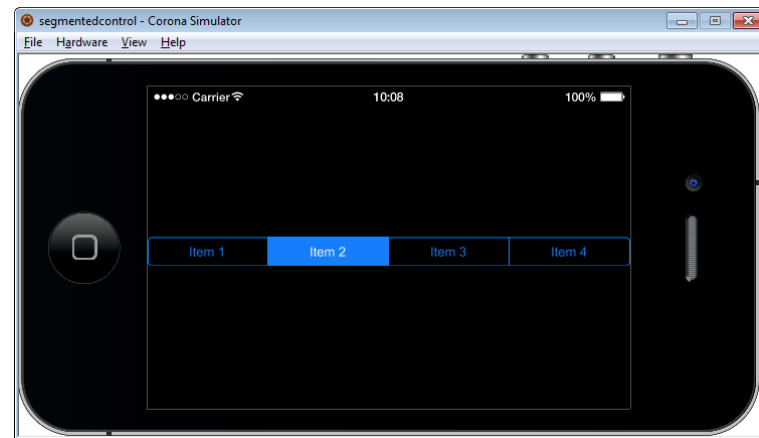 segmentedcontrol - Corona Simulator
File Hardware View Help
●●●○○ Carrier 10:08 100%
Item 1 Item 2 Item 3 Item 4